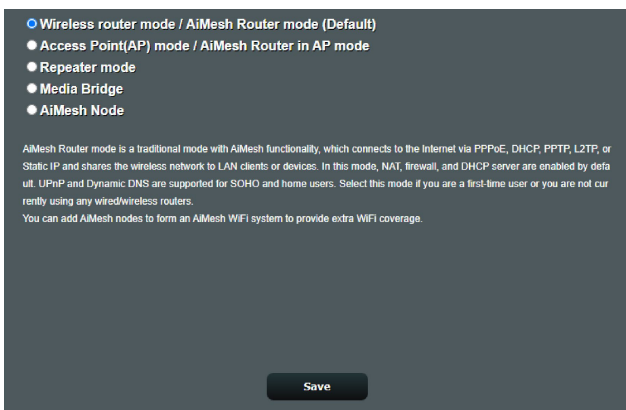 Wireless router mode / AiMesh Router mode (Default)
Access Point(AP) mode / AiMesh Router in AP mode
Repeater mode
Media Bridge
AiMesh Node
AiMesh Router mode is a traditional mode with AiMesh functionality, which connects to the Internet via PPPoE, DHCP, PPTP, L2TP, or
Static IP and shares the wireless network to LAN clients or devices. In this mode, NAT, firewall, and DHCP server are enabled by defa
ult. UPnP and Dynamic DNS are supported for SOHO and home users. Select this mode if you are a first-time user or you are not cur
rently using any wired/wireless routers.
You can add AiMesh nodes to form an AiMesh WiFi system to provide extra WiFi coverage.
Save